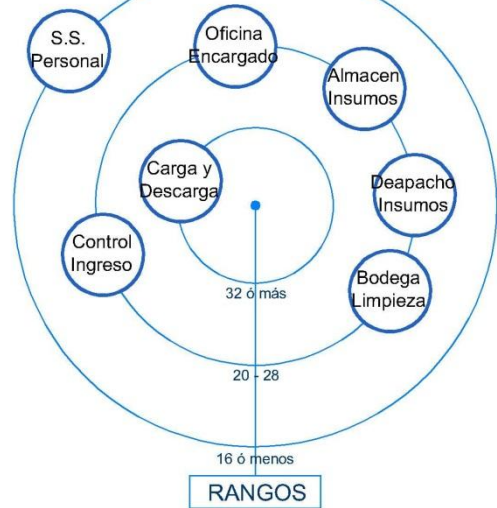 S.S.
Personal
Oficina
Encargado
Almacen
Insumos
Carga y
Descarga
Deapacho
Insumos
Control
Ingreso
Bodega
Limpieza
32 ó más
20 - 28
16 ó menos
RANGOS